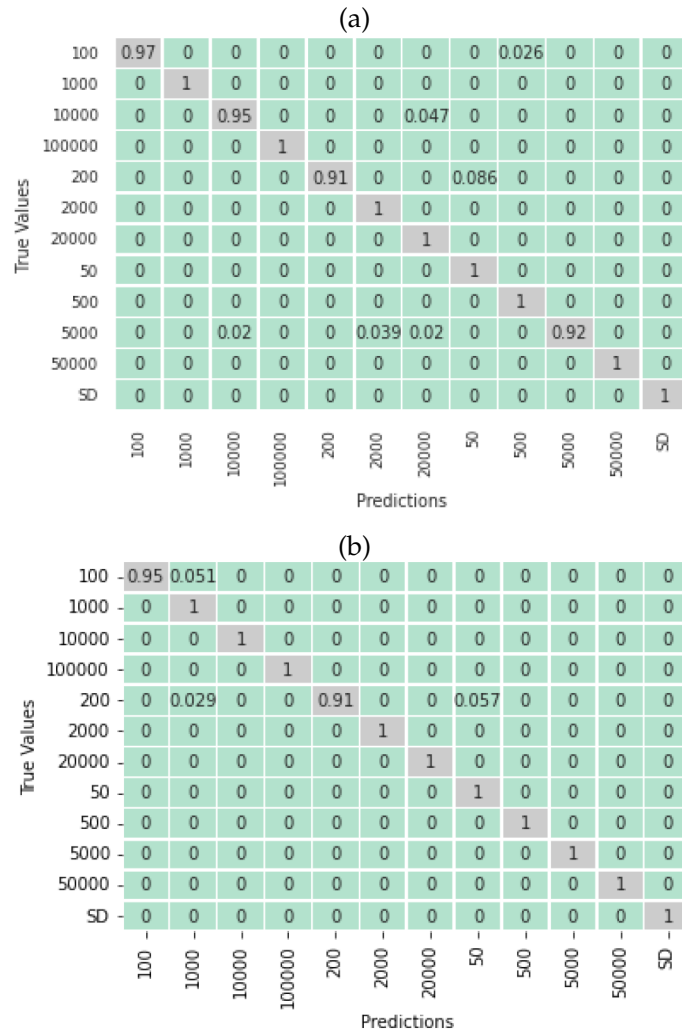 (a)
100 0.97 0 0 0 0 0 0 0 0.026 0 0 0
1000 0 1 0 0 0 0 0 0 0 0 0 0
10000 0 0 0.95 0 0 0 0.047 0 0 0 0 0
100000 0 0 0 1 0 0 0 0 0 0 0 0
200 0 0 0 0 0.91 0 0 0.086 0 0 0 0
2000 0 0 0 0 0 1 0 0 0 0 0 0
20000 0 0 0 0 0 0 1 0 0 0 0 0
50 0 0 0 0 0 0 0 1 0 0 0 0
500 0 0 0 0 0 0 0 0 1 0 0 0
5000 0 0 0.02 0 0 0.039 0.02 0 0 0.92 0 0
50000 0 0 0 0 0 0 0 0 0 0 1 0
SD 0 0 0 0 0 0 0 0 0 0 0 1
True Values
100 1000 10000 100000 200 2000 20000 50 500 5000 50000 SD
Predictions
(b)
100 0.95 0.051 0 0 0 0 0 0 0 0 0 0
1000 0 1 0 0 0 0 0 0 0 0 0 0
10000 0 0 1 0 0 0 0 0 0 0 0 0
100000 0 0 0 1 0 0 0 0 0 0 0 0
200 0 0.029 0 0 0.91 0 0 0.057 0 0 0 0
2000 0 0 0 0 0 1 0 0 0 0 0 0
20000 0 0 0 0 0 0 1 0 0 0 0 0
50 0 0 0 0 0 0 0 1 0 0 0 0
500 0 0 0 0 0 0 0 0 1 0 0 0
5000 0 0 0 0 0 0 0 0 0 1 0 0
50000 0 0 0 0 0 0 0 0 0 0 1 0
SD 0 0 0 0 0 0 0 0 0 0 0 1
True Values
100 1000 10000 100000 200 2000 20000 50 500 5000 50000 SD
Predictions